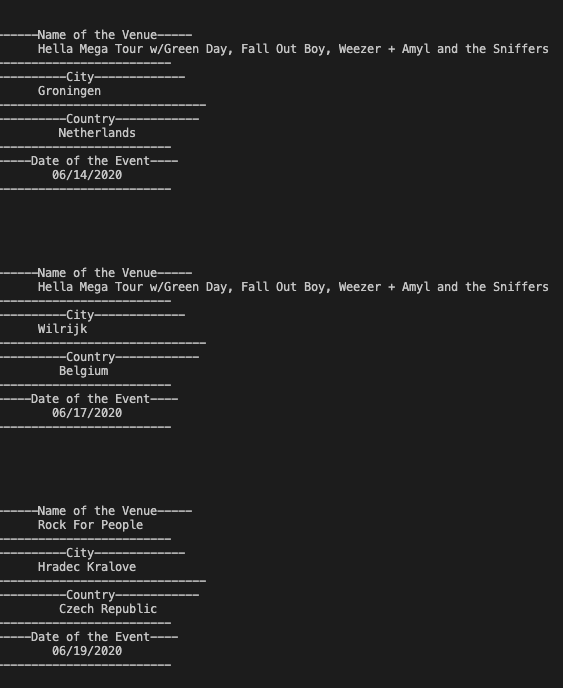 ------Name of the Venue-----
Hella Mega Tour w/Green Day, Fall Out Boy, Weezer + Amyl and the Sniffers
-------------------------
----------City-------------
Groningen
------------------------------
----------Country------------
Netherlands
-------------------------
-----Date of the Event----
06/14/2020
-------------------------
------Name of the Venue-----
Hella Mega Tour w/Green Day, Fall Out Boy, Weezer + Amyl and the Sniffers
-------------------------
----------City-------------
Wilrijk
------------------------------
----------Country------------
Belgium
-------------------------
-----Date of the Event----
06/17/2020
-------------------------
------Name of the Venue-----
Rock For People
-------------------------
----------City-------------
Hradec Kralove
------------------------------
----------Country------------
Czech Republic
-------------------------
-----Date of the Event----
06/19/2020
-------------------------